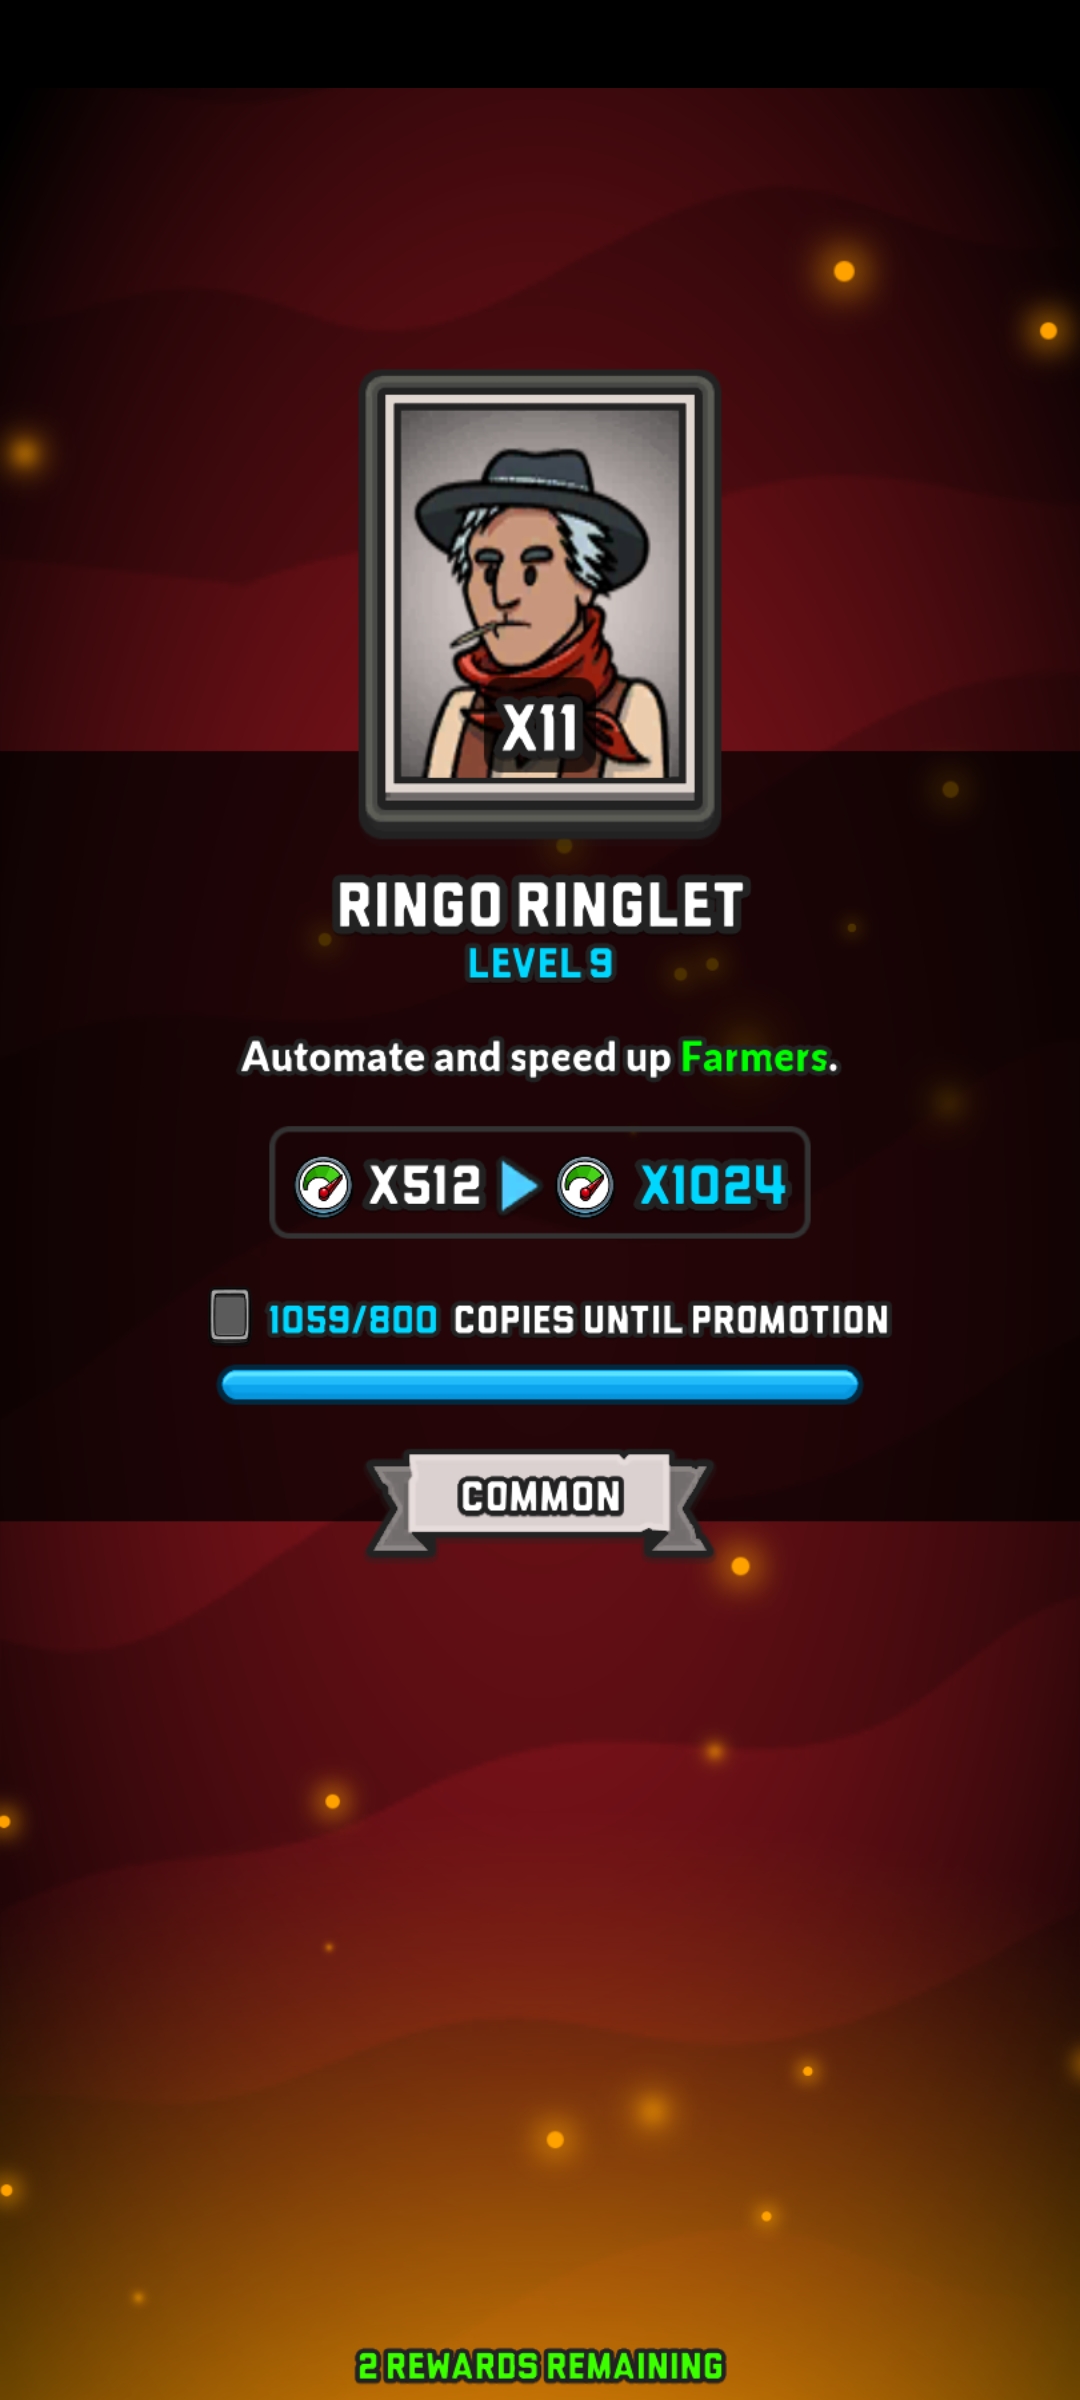 X11
RINGO RINGLET
LEVEL 9
Automate and speed up Farmers.
X512 X1024
1059/800 COPIES UNTIL PROMOTION
COMMON
2 REWARDS REMAINING